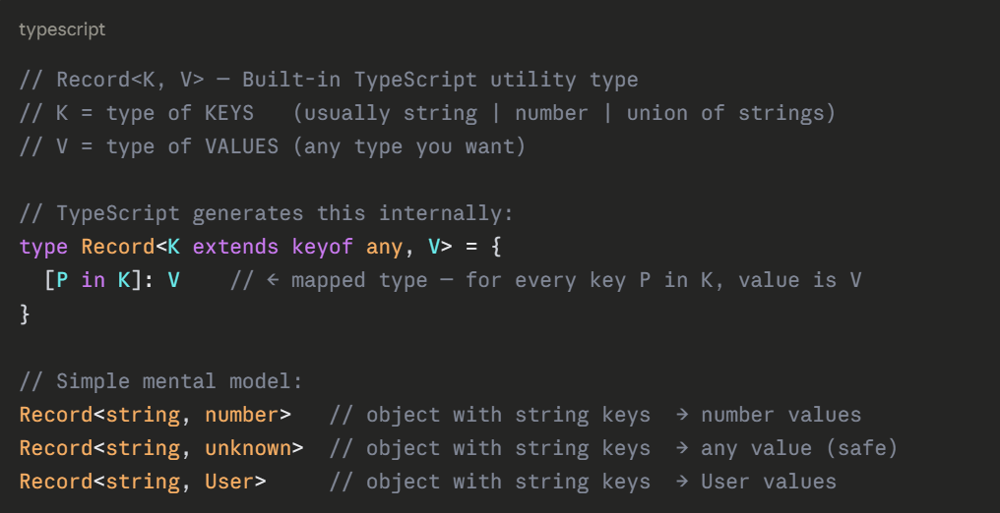 typescript
// Record<K, V> — Built-in TypeScript utility type
// K = type of KEYS   (usually string | number | union of strings)
// V = type of VALUES (any type you want)
// TypeScript generates this internally:
type Record<K extends keyof any, V> = {
  [P in K]: V    // ← mapped type — for every key P in K, value is V
}
// Simple mental model:
Record<string, number>   // object with string keys  → number values
Record<string, unknown>  // object with string keys  → any value (safe)
Record<string, User>     // object with string keys  → User values